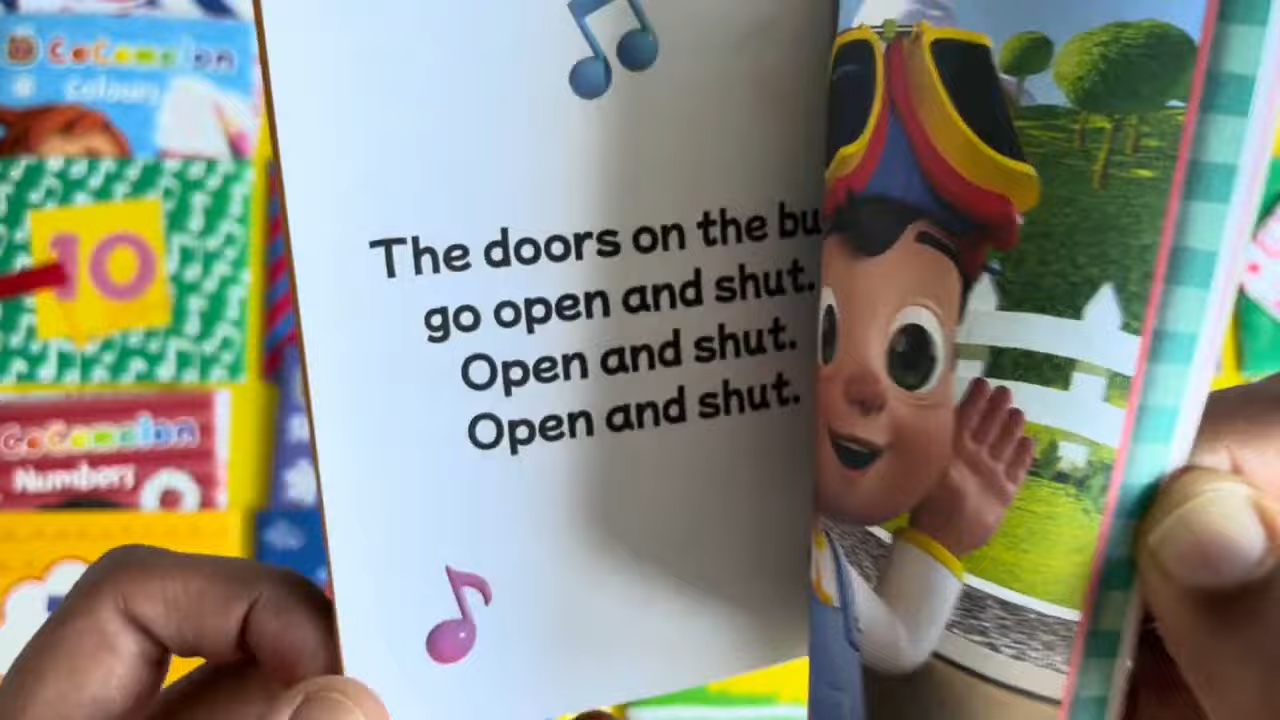 CoComelon
Colours
10
CoComelon
Numbers
The doors on the bu
go open and shut.
Open and shut.
Open and shut.